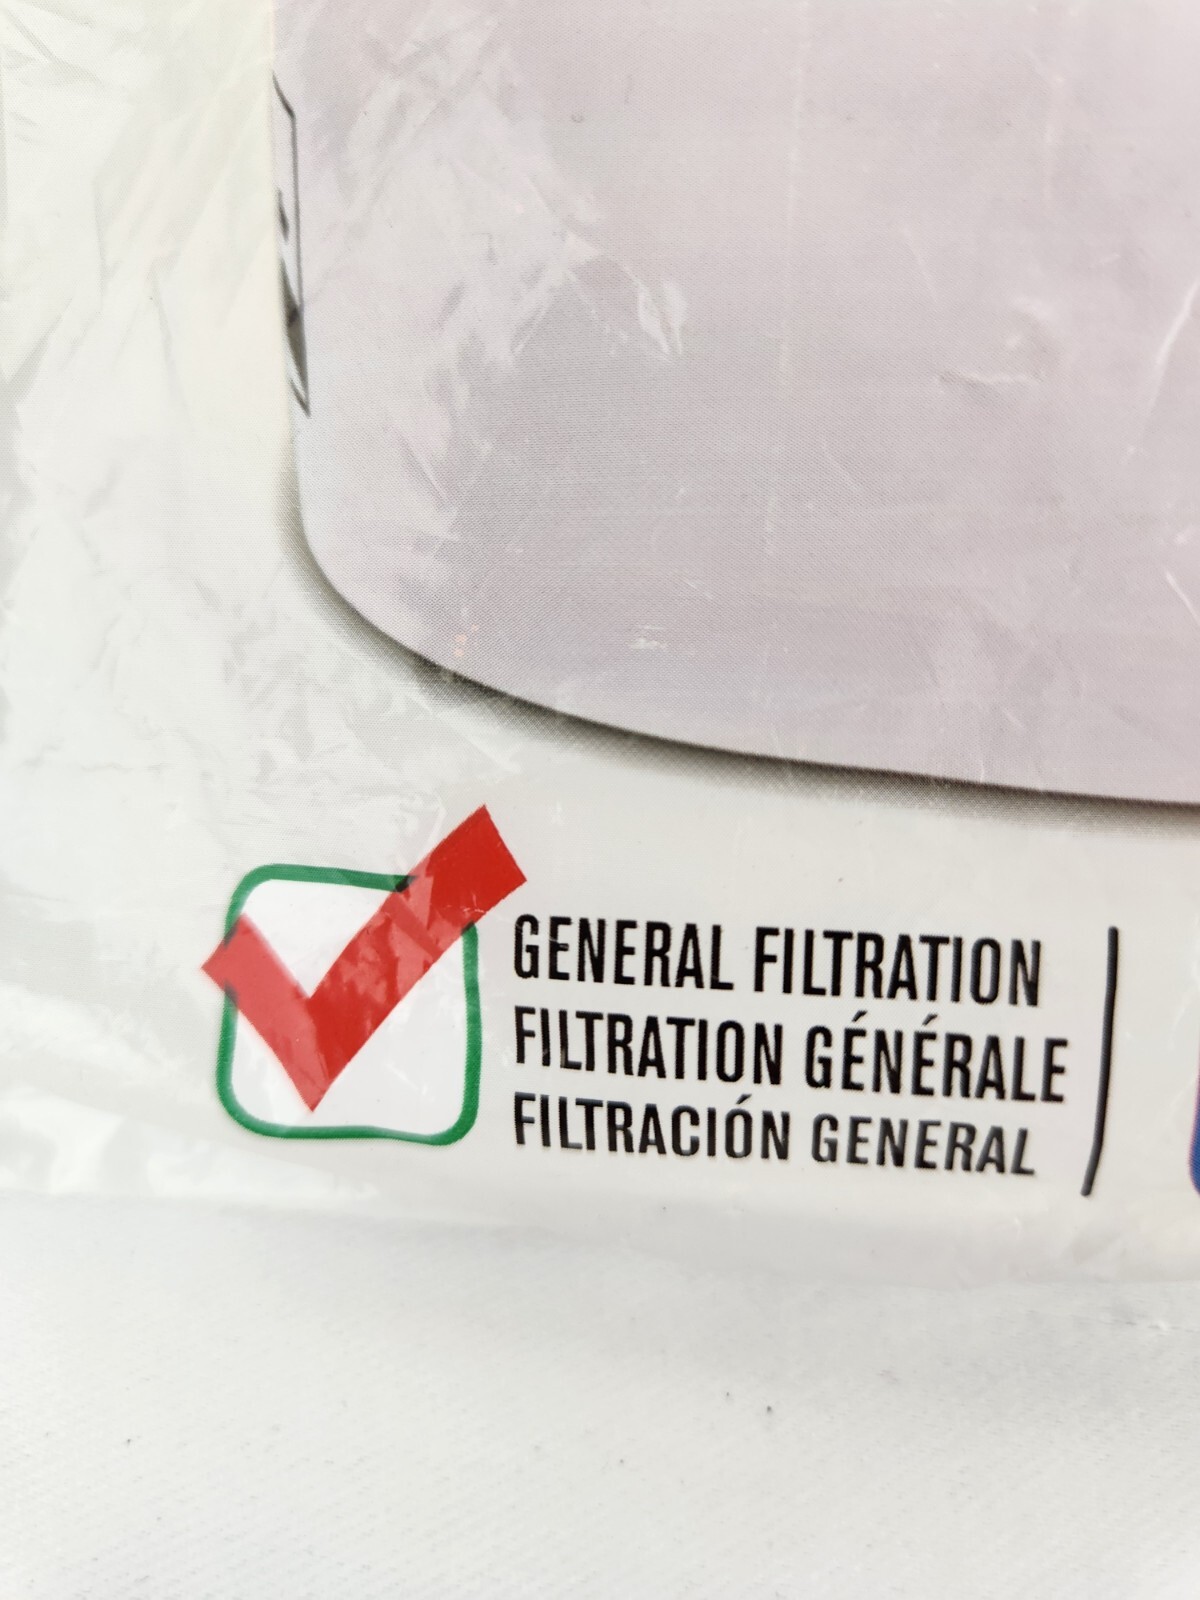 GENERAL FILTRATION
FILTRATION GÉNÉRALE
FILTRACIÓN GENERAL